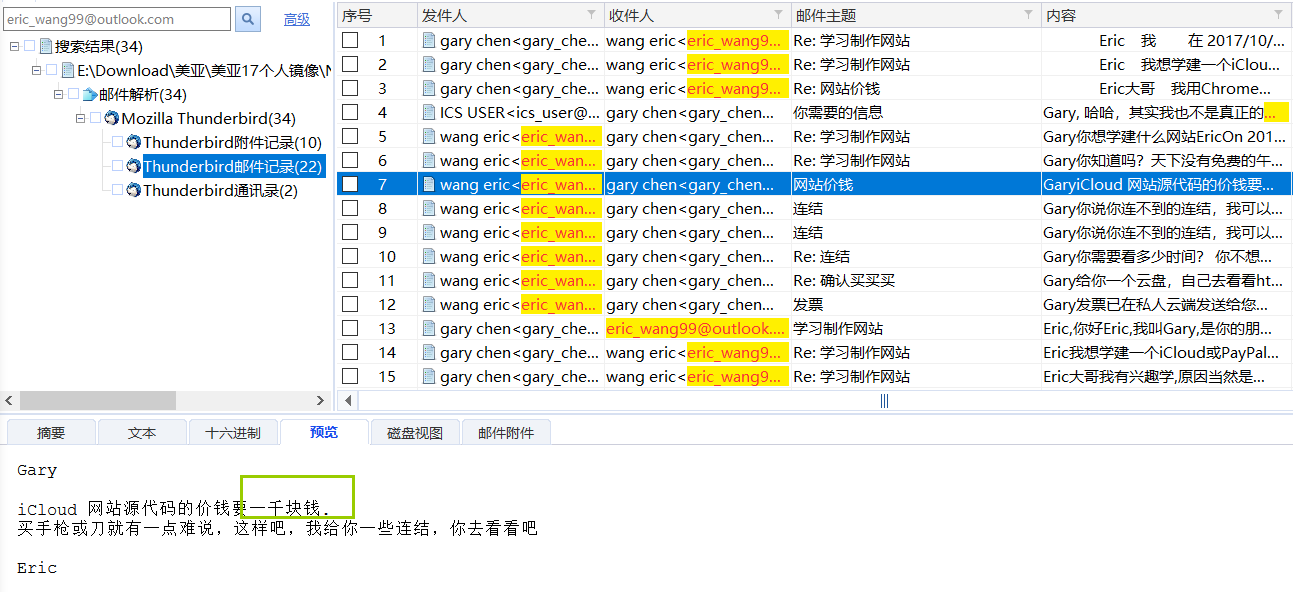 eric_wang99@outlook.com 高级
搜索结果(34)
E:\Download\美亚\美亚17个人镜像\
邮件解析(34)
Mozilla Thunderbird(34)
Thunderbird附件记录(10)
Thunderbird邮件记录(22)
Thunderbird通讯录(2)
序号 发件人 收件人 邮件主题 内容
1 gary chen<gary_che... wang eric<eric_wang9... Re: 学习制作网站 Eric 我 在 2017/10/...
2 gary chen<gary_che... wang eric<eric_wang9... Re: 学习制作网站 Eric 我想学建一个iClou...
3 gary chen<gary_che... wang eric<eric_wang9... Re: 网站价钱 Eric大哥 我用Chrome...
4 ICS USER<ics_user@... gary chen<gary_chen... 你需要的信息 Gary, 哈哈，其实我也不是真正的...
5 wang eric<eric_wan... gary chen<gary_chen... Re: 学习制作网站 Gary你想学建什么网站EricOn 201...
6 wang eric<eric_wan... gary chen<gary_chen... Re: 学习制作网站 Gary你知道吗？天下没有免费的午...
7 wang eric<eric_wan... gary chen<gary_chen... 网站价钱 GaryiCloud 网站源代码的价钱要...
8 wang eric<eric_wan... gary chen<gary_chen... 连结 Gary你说你连不到的连结，我可以...
9 wang eric<eric_wan... gary chen<gary_chen... 连结 Gary你说你连不到的连结，我可以...
10 wang eric<eric_wan... gary chen<gary_chen... Re: 连结 Gary你需要看多少时间？ 你不想...
11 wang eric<eric_wan... gary chen<gary_chen... Re: 确认买买买 Gary给你一个云盘，自己去看看ht...
12 wang eric<eric_wan... gary chen<gary_chen... 发票 Gary发票已在私人云端发送给您...
13 gary chen<gary_che... eric_wang99@outlook.... 学习制作网站 Eric,你好Eric,我叫Gary,是你的朋...
14 gary chen<gary_che... wang eric<eric_wang9... Re: 学习制作网站 Eric我想学建一个iCloud或PayPal...
15 gary chen<gary_che... wang eric<eric_wang9... Re: 学习制作网站 Eric大哥我有兴趣学,原因当然是...
摘要 文本 十六进制 预览 磁盘视图 邮件附件
Gary
iCloud 网站源代码的价钱要一千块钱.
买手枪或刀就有一点难说，这样吧，我给你一些连结，你去看看吧
Eric